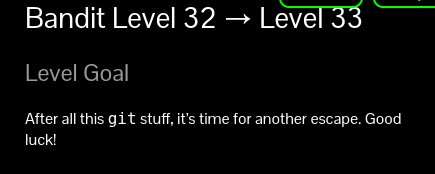 Bandit Level 32 → Level 33
Level Goal
After all this git stuff, it's time for another escape. Good
luck!